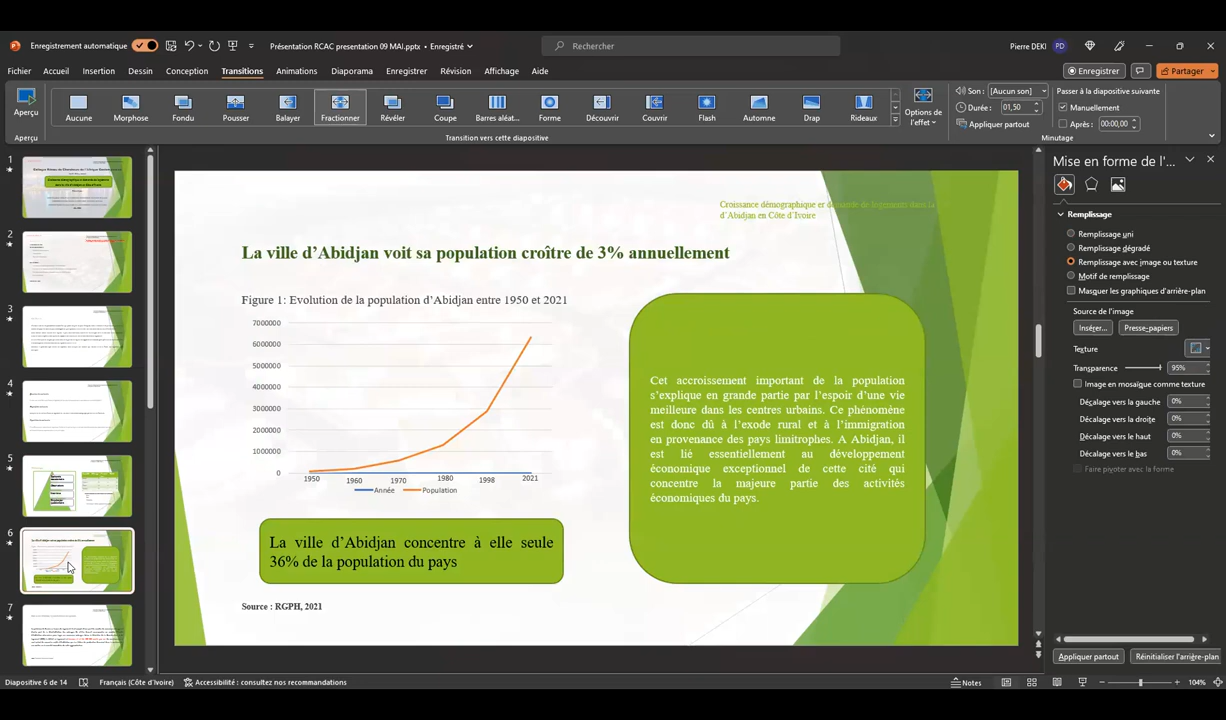 Enregistrement automatique
Présentation RCAC presentation 09 MAI.pptx • Enregistré
Rechercher
Pierre DEKI
PD
Fichier
Accueil
Insertion
Dessin
Conception
Transitions
Animations
Diaporama
Enregistrer
Révision
Affichage
Aide
Enregistrer
Partager
Aperçu
Aucune
Morphose
Fondu
Pousser
Balayer
Fractionner
Révéler
Coupe
Barres aléat...
Forme
Découvrir
Couvrir
Flash
Automne
Drap
Rideaux
Options de
l'effet
Son : [Aucun son]
Durée : 01,50
Appliquer partout
Passer à la diapositive suivante
Manuellement
Après : 00:00,00
Aperçu
Transition vers cette diapositive
Minutage
1
2
3
4
5
6
7
Croissance démographique er demande de logements dans la
d'Abidjan en Côte d'Ivoire
La ville d'Abidjan voit sa population croître de 3% annuellement
Figure 1: Evolution de la population d'Abidjan entre 1950 et 2021
7000000
6000000
5000000
4000000
3000000
2000000
1000000
0
1950
1960
1970
1980
1998
2021
Année
Population
La ville d'Abidjan concentre à elle seule
36% de la population du pays
Source : RGPH, 2021
Cet accroissement important de la population
s'explique en grande partie par l'espoir d'une vie
meilleure dans les centres urbains. Ce phénomène
est donc dû à l'exode rural et à l'immigration
en provenance des pays limitrophes. A Abidjan, il
est lié essentiellement au développement
économique exceptionnel de cette cité qui
concentre la majeure partie des activités
économiques du pays.
Mise en forme de l'...
Remplissage
Remplissage uni
Remplissage dégradé
Remplissage avec image ou texture
Motif de remplissage
Masquer les graphiques d'arrière-plan
Source de l'image
Insérer...
Presse-papiers
Texture
Transparence
95%
Image en mosaïque comme texture
Décalage vers la gauche
0%
Décalage vers la droite
0%
Décalage vers le haut
0%
Décalage vers le bas
0%
Faire pivoter avec la forme
Appliquer partout
Réinitialiser l'arrière-plan
Diapositive 6 de 14
Français (Côte d'Ivoire)
Accessibilité : consultez nos recommandations
Notes
104%